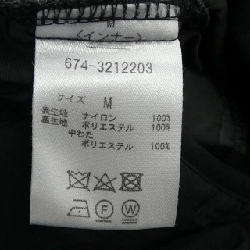 M
(インナー)
674-3212203
サイズ M
表生地 ナイロン 100%
裏生地 ポリエステル 100%
中わた
ポリエステル 100%
F W